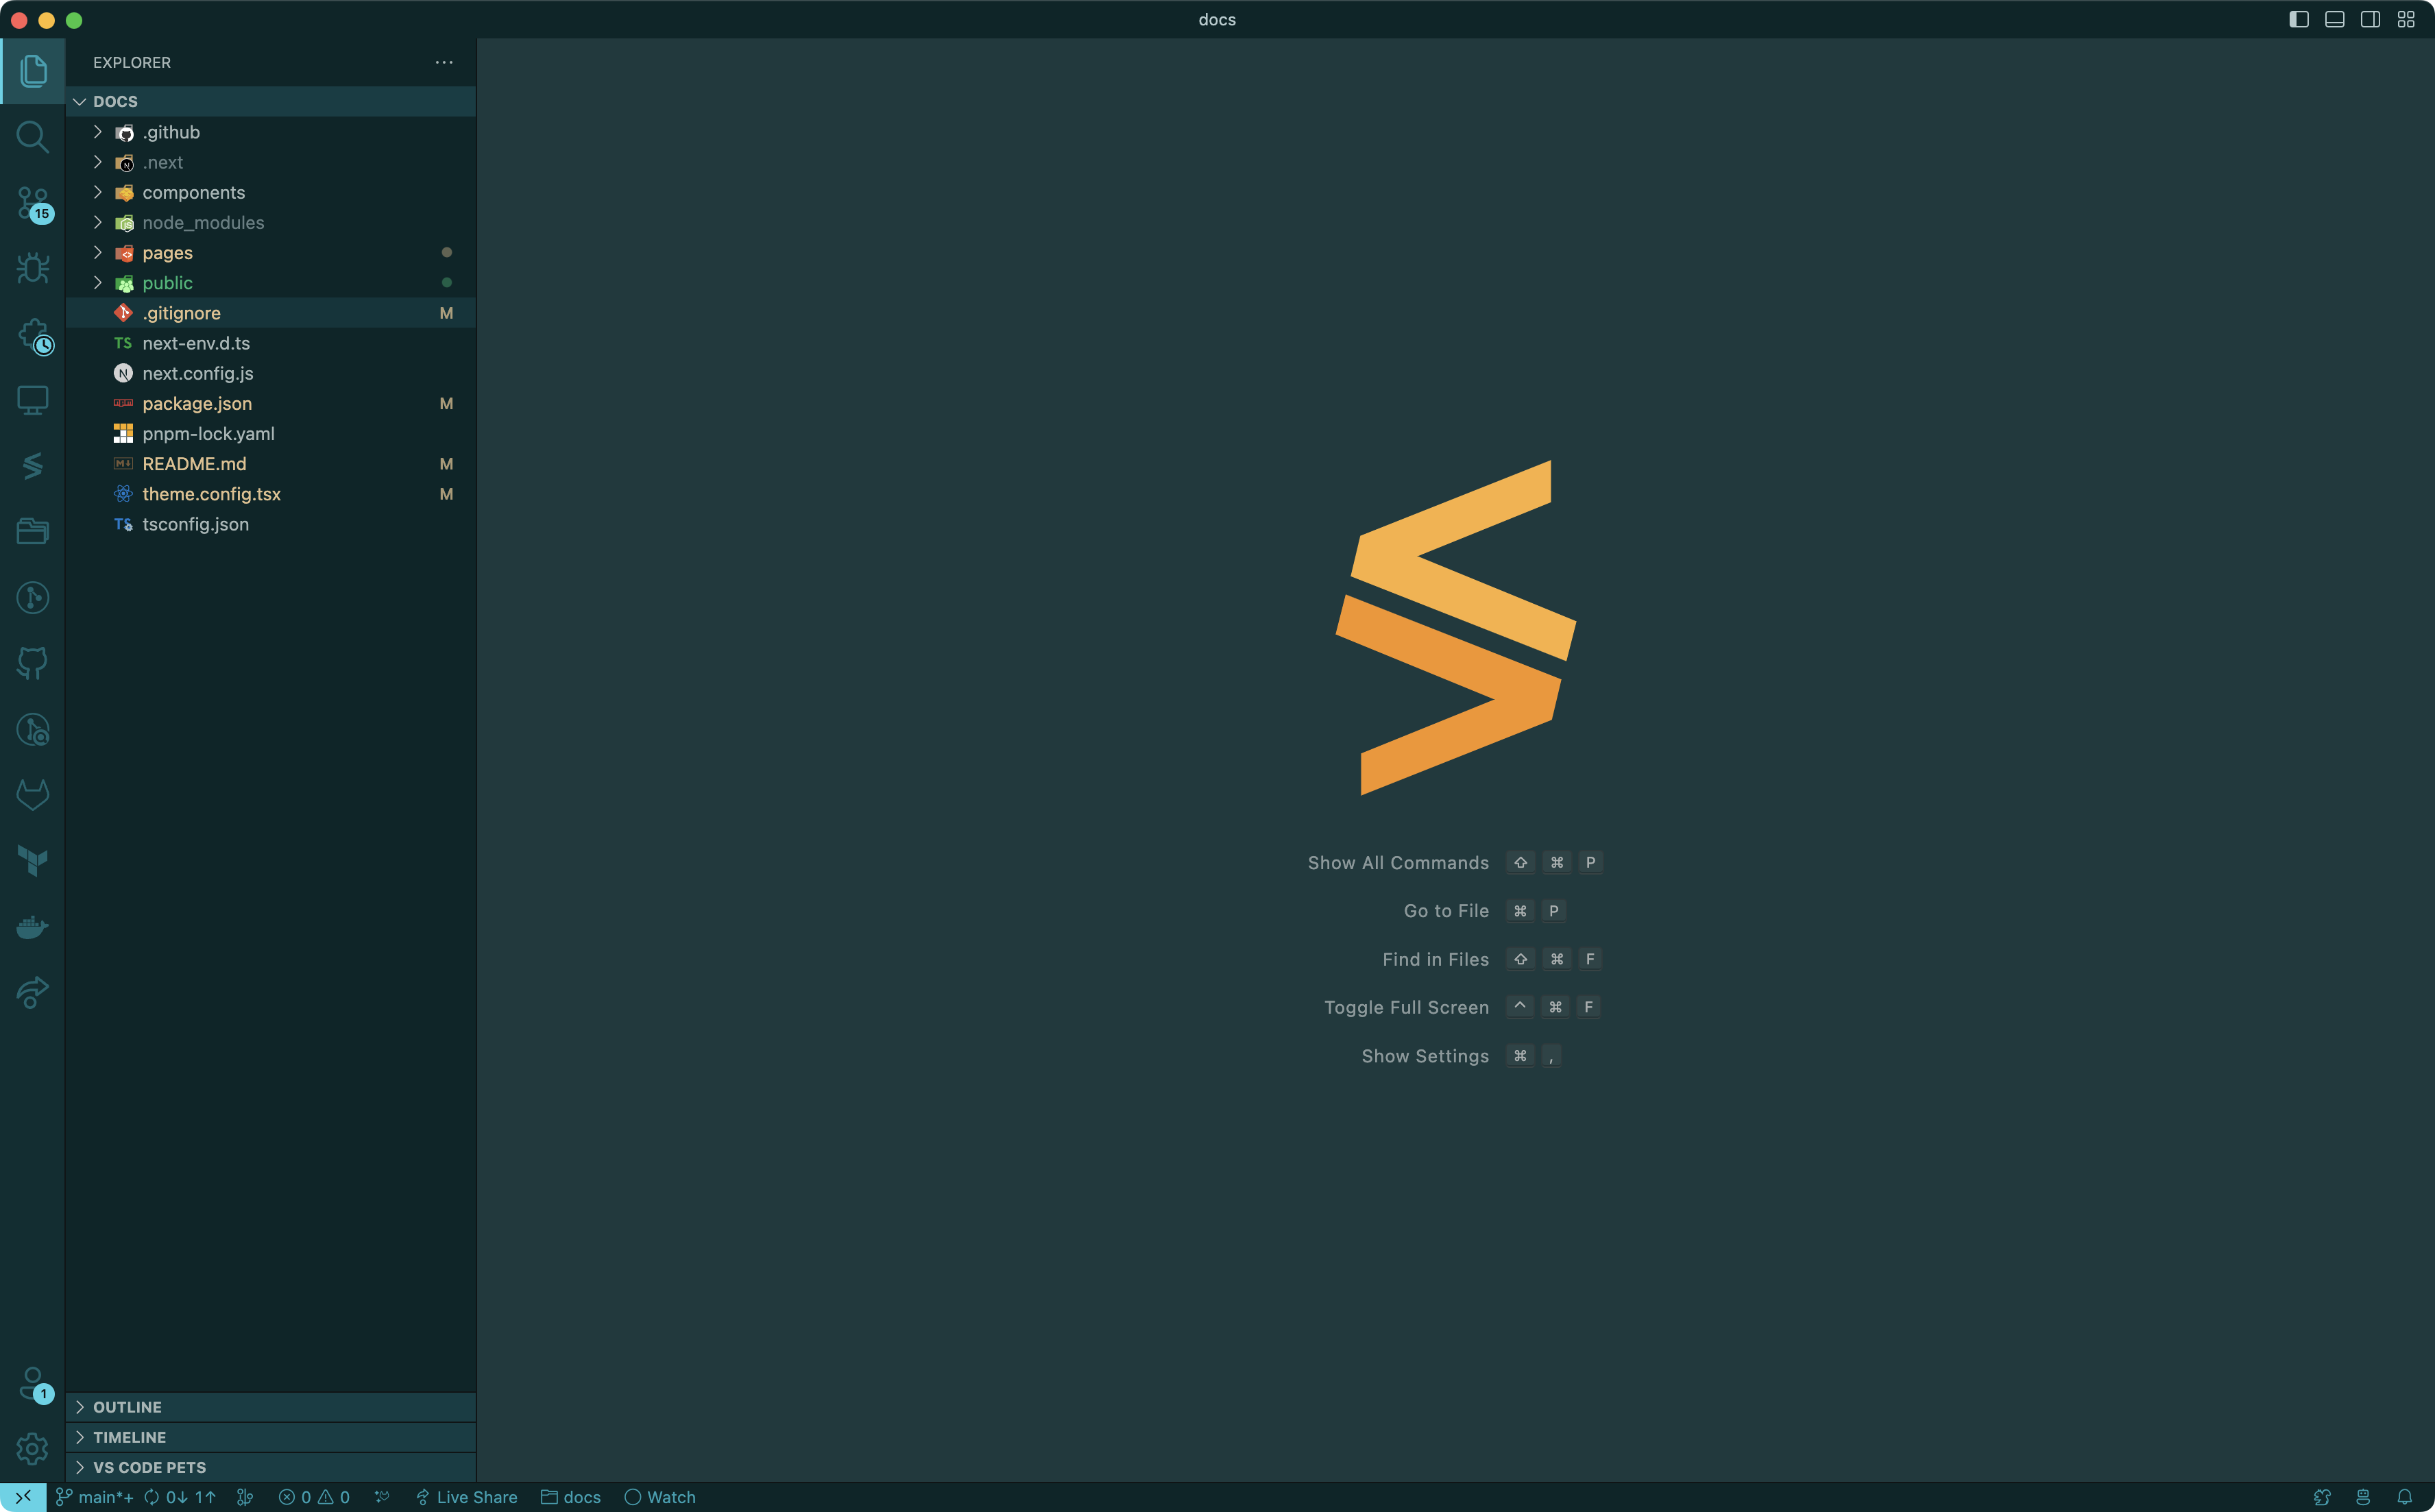 docs
EXPLORER
DOCS
.github
.next
components
node_modules
pages
public
.gitignore M
TS next-env.d.ts
N next.config.js
package.json M
pnpm-lock.yaml
README.md M
theme.config.tsx M
TS tsconfig.json
15
Show All Commands ⇧ ⌘ P
Go to File ⌘ P
Find in Files ⇧ ⌘ F
Toggle Full Screen ^ ⌘ F
Show Settings ⌘ ,
1
OUTLINE
TIMELINE
VS CODE PETS
main*+ 0↓ 1↑ 0 0 Live Share docs Watch